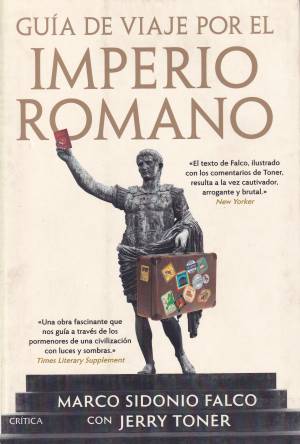 GUÍA DE VIAJE POR EL
IMPERIO
ROMANO
«El texto de Falco, ilustrado
con los comentarios de Toner,
resulta a la vez cautivador,
arrogante y brutal.»
New Yorker
«Una obra fascinante que
nos guía a través de los
pormenores de una civilización
con luces y sombras.»
Times Literary Supplement
MARCO SIDONIO FALCO
CRÍTICA
CON JERRY TONER